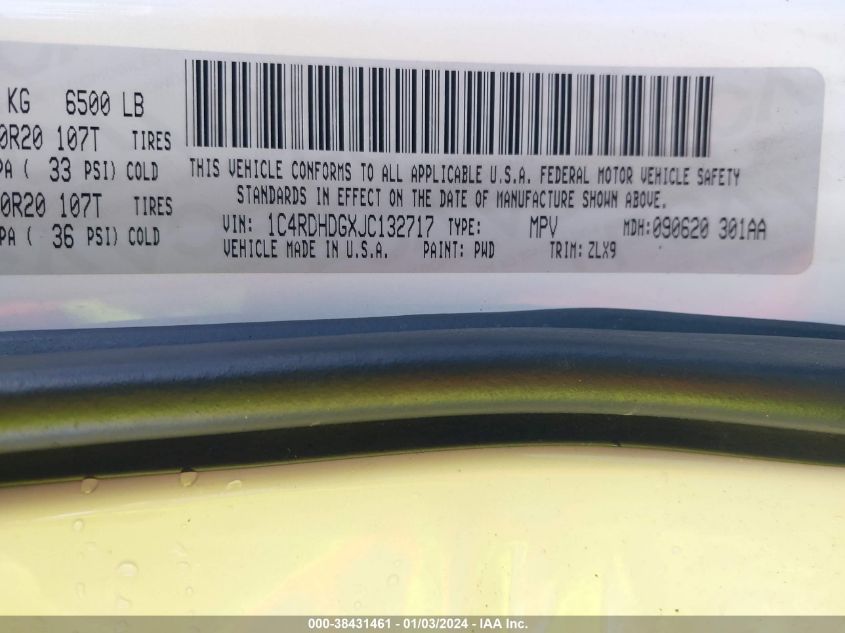 KG 6500 LB
0R20 107T TIRES
PA ( 33 PSI) COLD
0R20 107T TIRES
PA ( 36 PSI) COLD
THIS VEHICLE CONFORMS TO ALL APPLICABLE U.S.A. FEDERAL MOTOR VEHICLE SAFETY
STANDARDS IN EFFECT ON THE DATE OF MANUFACTURE SHOWN ABOVE.
VIN: 1C4RDHDGXJC132717 TYPE: MPV MDH:090620 301AA
VEHICLE MADE IN U.S.A. PAINT: PWD TRIM: ZLX9
000-38431461 - 01/03/2024 - IAA Inc.